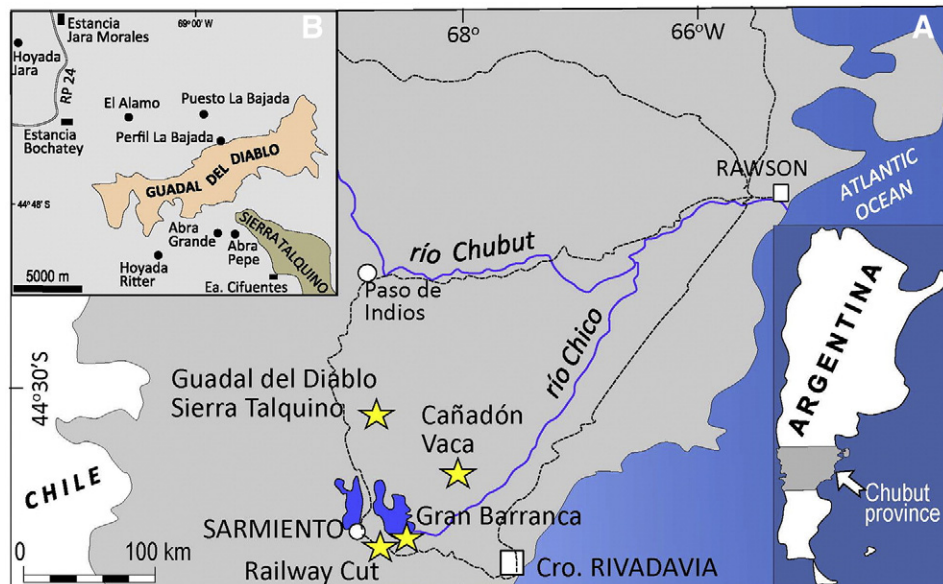 69°00' W
B
Estancia
Jara Morales
Hoyada
Jara
RP 24
El Alamo
Puesto La Bajada
Estancia
Bochatey
Perfil La Bajada
GUADAL DEL DIABLO
44°48' S
Abra
Grande
Abra
Pepe
SIERRA TALQUINO
Hoyada
Ritter
Ea. Cifuentes
5000 m
68°
66°W
A
RAWSON
ATLANTIC
OCEAN
río Chubut
Paso de
Indios
río Chico
44°30'S
Guadal del Diablo
Sierra Talquino
Cañadón
Vaca
CHILE
SARMIENTO
Gran Barranca
0
100 km
Railway Cut
Cro. RIVADAVIA
ARGENTINA
Chubut
province